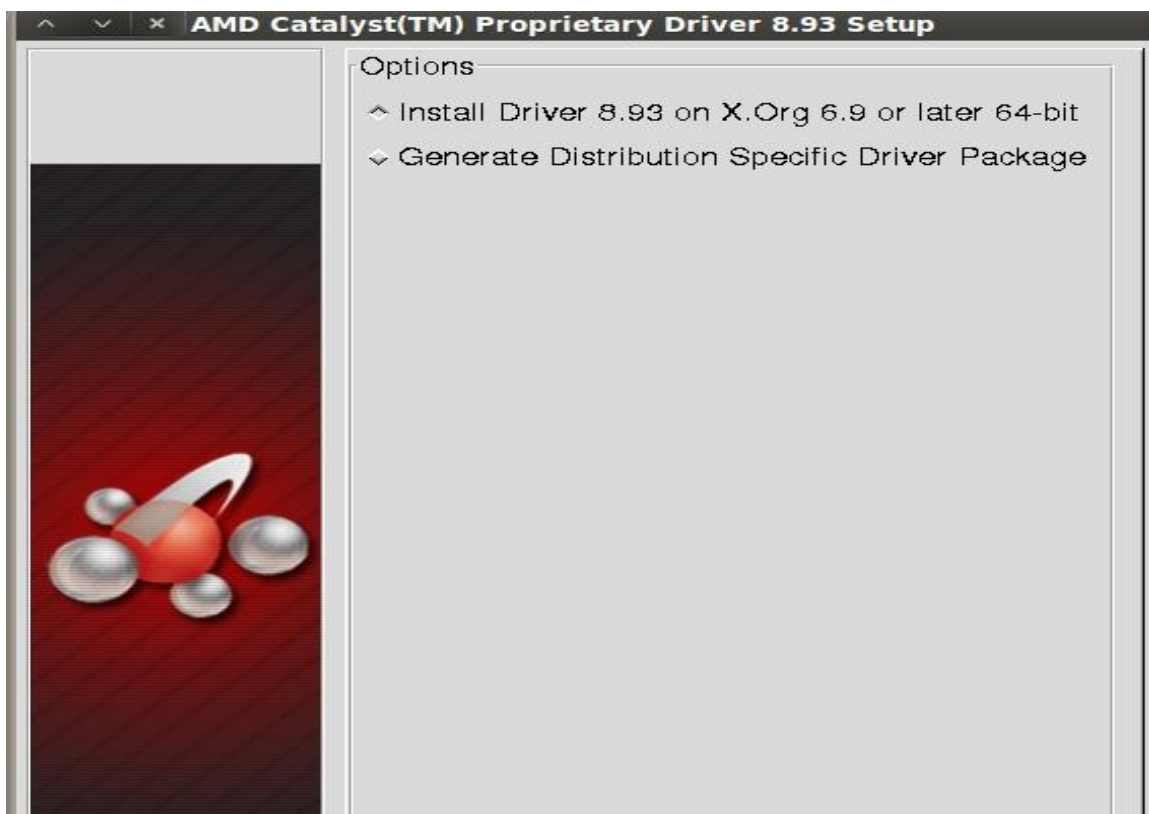 AMD Catalyst(TM) Proprietary Driver 8.93 Setup
Options
Install Driver 8.93 on X.Org 6.9 or later 64-bit
Generate Distribution Specific Driver Package